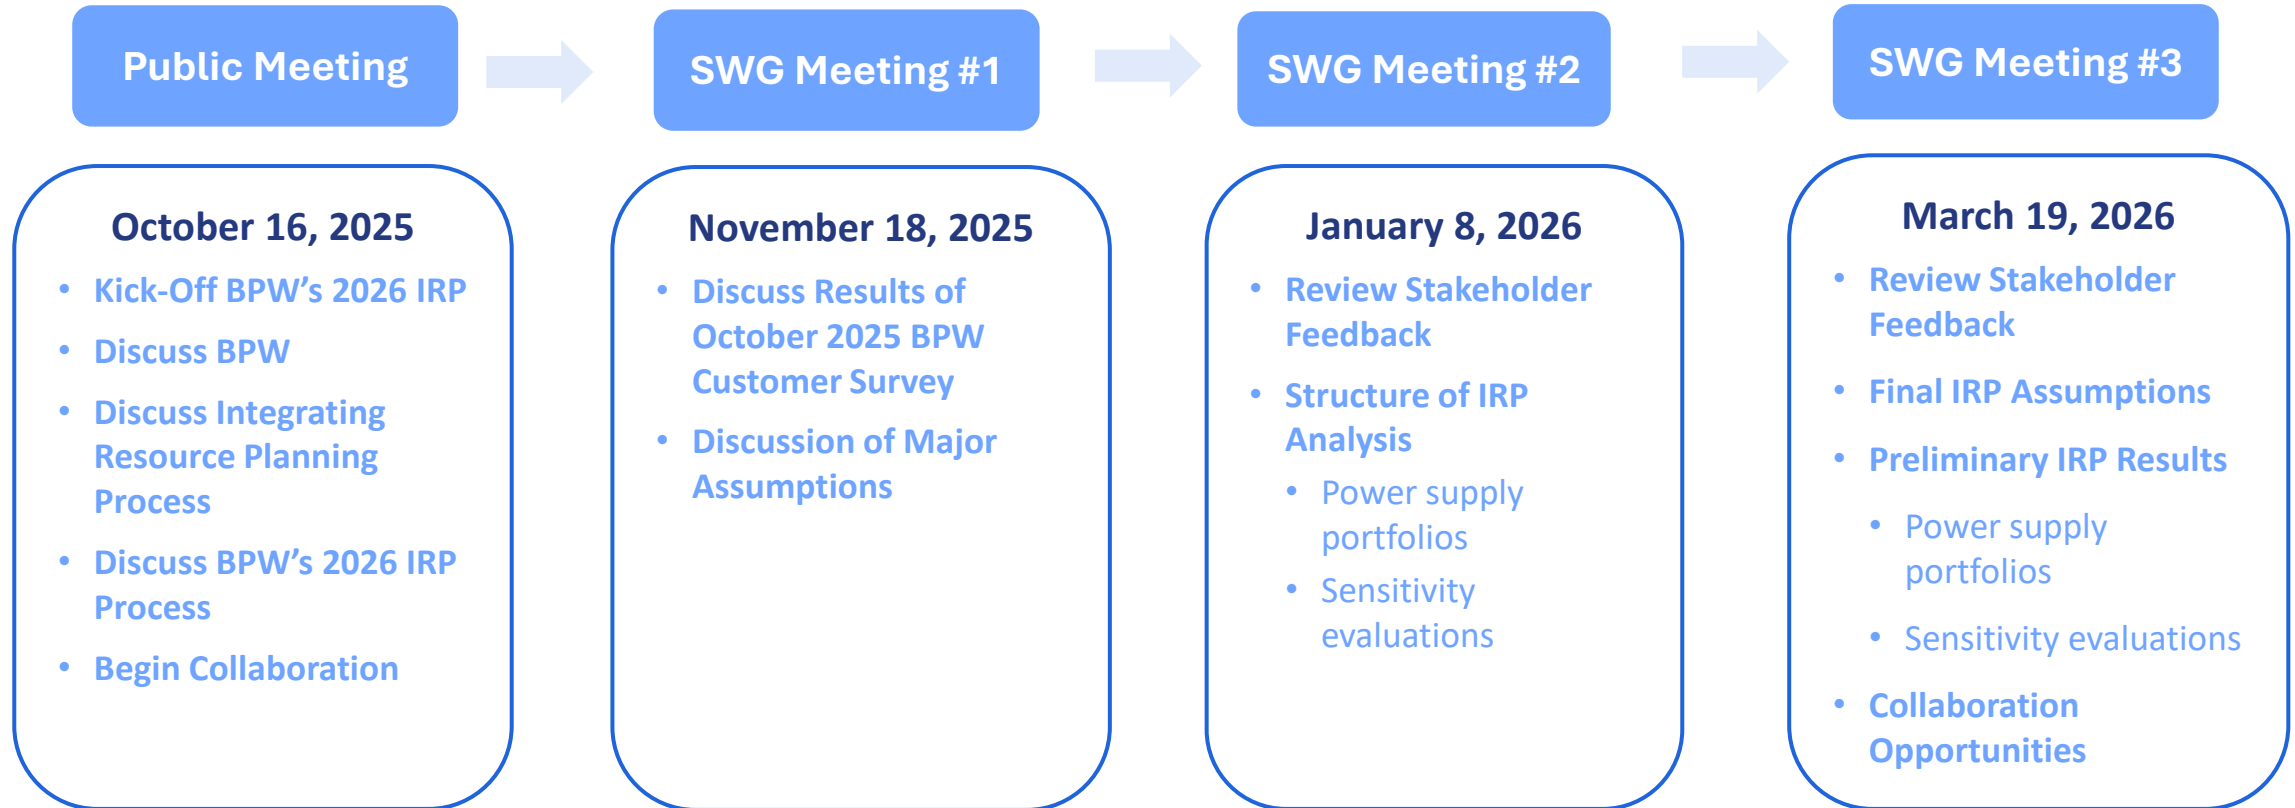 Public Meeting
SWG Meeting #1
SWG Meeting #2
SWG Meeting #3
October 16, 2025
• Kick-Off BPW’s 2026 IRP
• Discuss BPW
• Discuss Integrating
Resource Planning
Process
• Discuss BPW’s 2026 IRP
Process
• Begin Collaboration
November 18, 2025
• Discuss Results of
October 2025 BPW
Customer Survey
• Discussion of Major
Assumptions
January 8, 2026
• Review Stakeholder
Feedback
• Structure of IRP
Analysis
• Power supply
portfolios
• Sensitivity
evaluations
March 19, 2026
• Review Stakeholder
Feedback
• Final IRP Assumptions
• Preliminary IRP Results
• Power supply
portfolios
• Sensitivity evaluations
• Collaboration
Opportunities